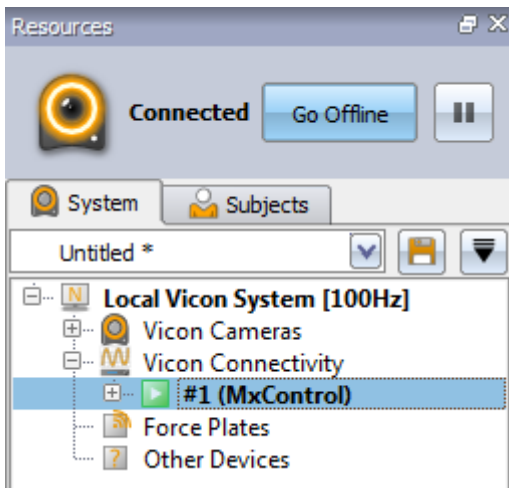 Resources
Connected Go Offline
System Subjects
Untitled *
Local Vicon System [100Hz]
Vicon Cameras
Vicon Connectivity
#1 (MxControl)
Force Plates
Other Devices